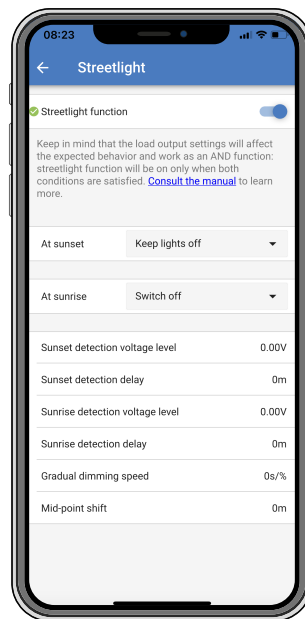 08:23
Streetlight
Streetlight function
Keep in mind that the load output settings will affect
the expected behavior and work as an AND function:
streetlight function will be on only when both
conditions are satisfied. Consult the manual to learn
more.
At sunset Keep lights off
At sunrise Switch off
Sunset detection voltage level 0.00V
Sunset detection delay 0m
Sunrise detection voltage level 0.00V
Sunrise detection delay 0m
Gradual dimming speed 0s/%
Mid-point shift 0m